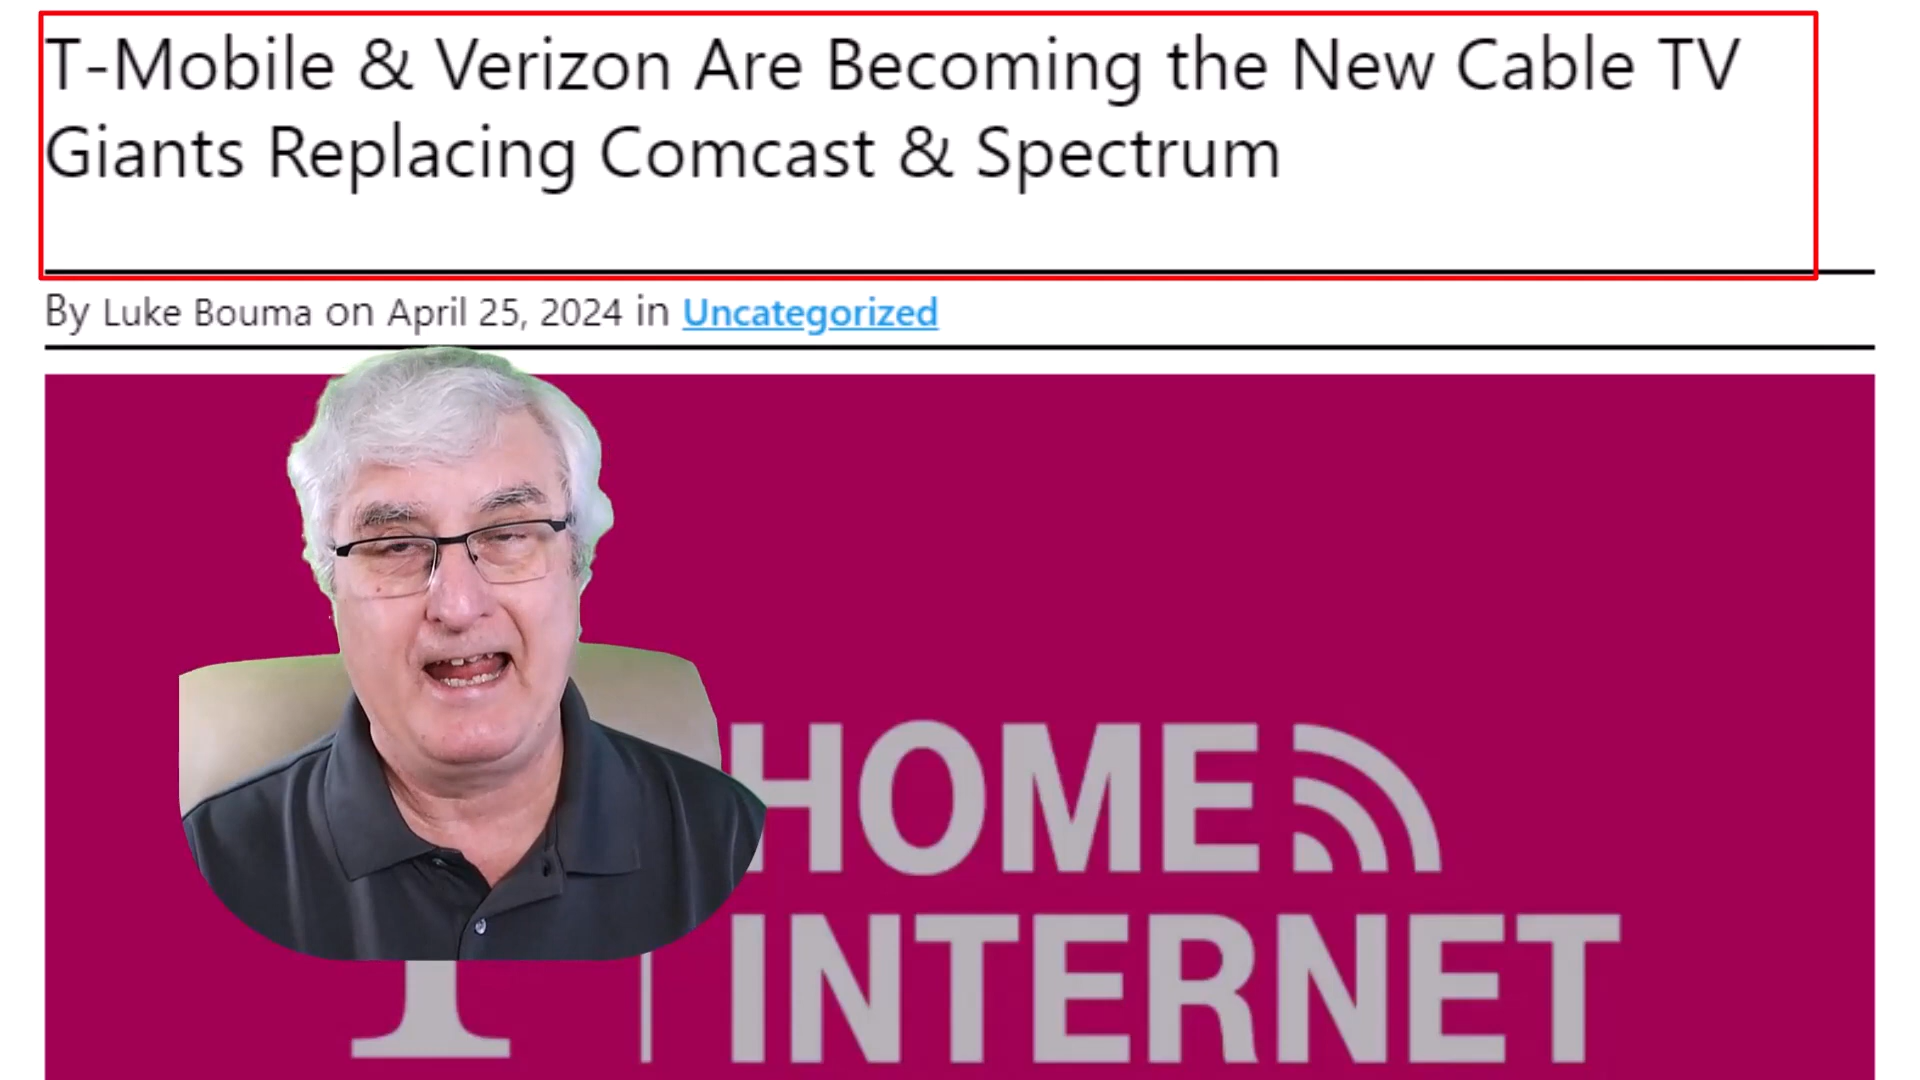 T-Mobile & Verizon Are Becoming the New Cable TV
Giants Replacing Comcast & Spectrum
By Luke Bouma on April 25, 2024 in Uncategorized
HOME
INTERNET